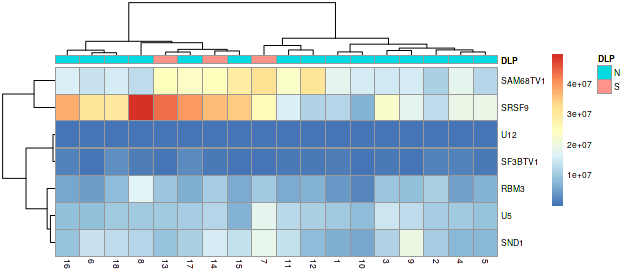 DLP
DLP
N
S
SAM68TV1
SRSF9
U12
SF3BTV1
RBM3
U5
SND1
4e+07
3e+07
2e+07
1e+07
16 6 18 8 13 17 14 15 7 11 12 1 10 3 9 2 4 5